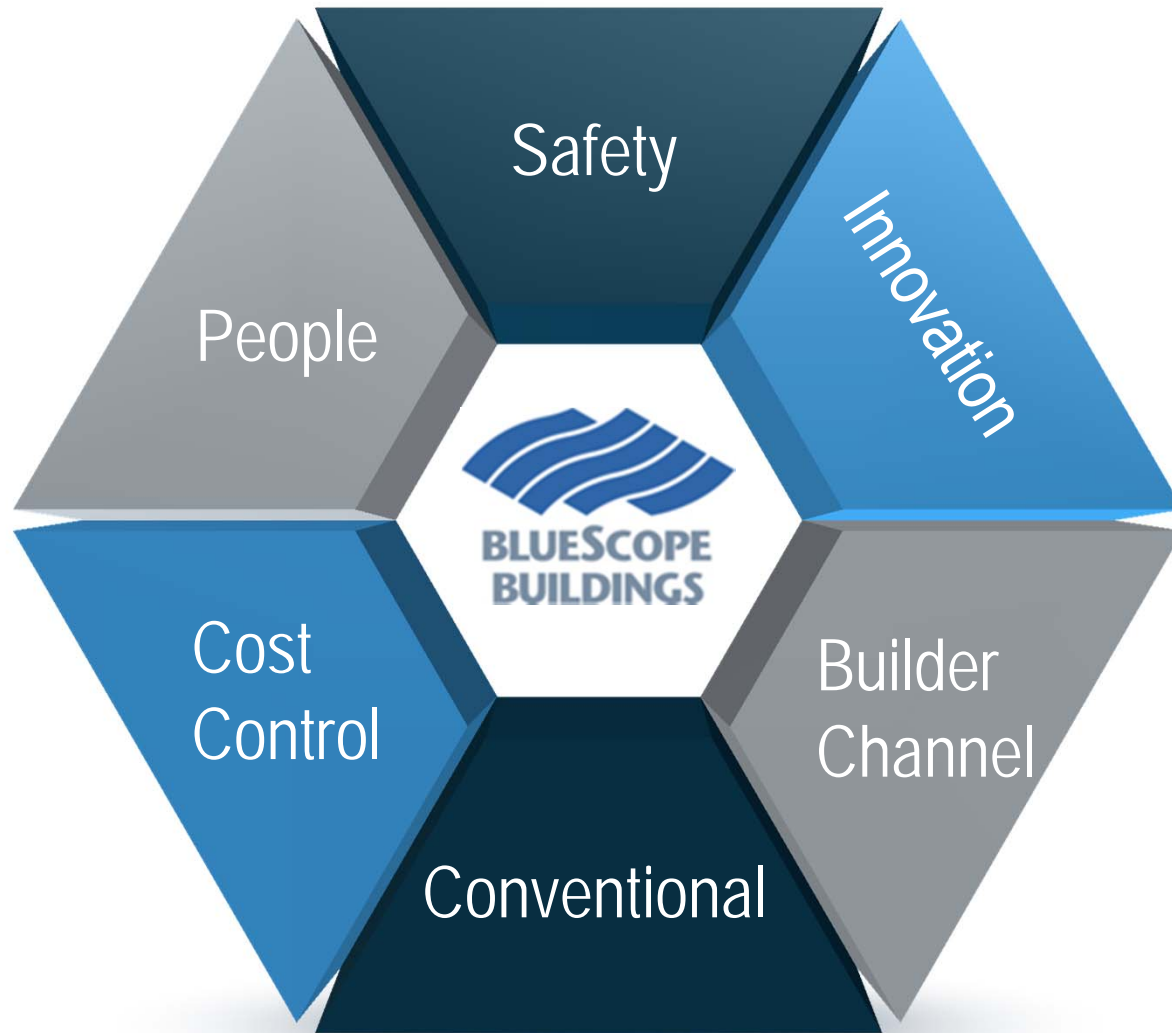 Safety
Innovation
People
BLUESCOPE
BUILDINGS
Cost
Control
Builder
Channel
Conventional